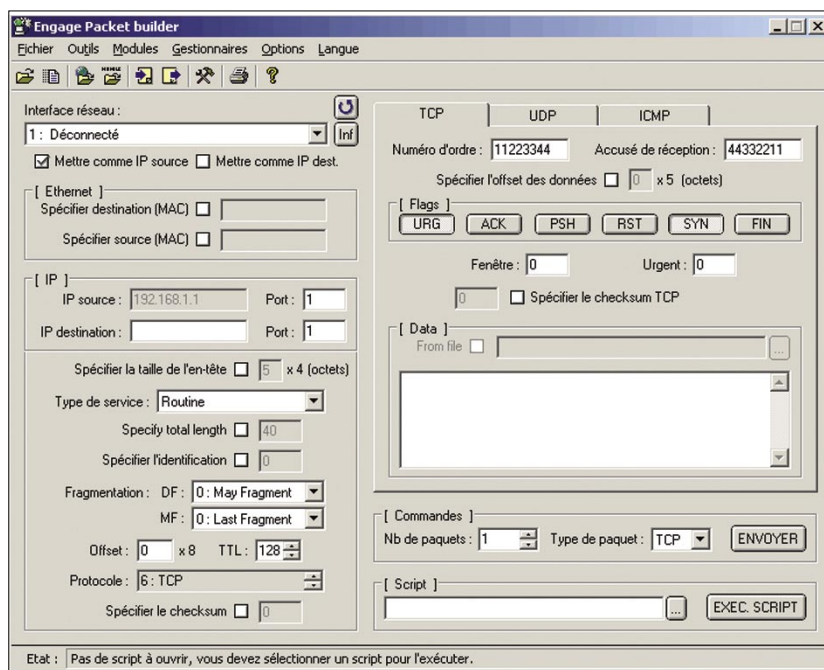 Engage Packet builder
Fichier Outils Modules Gestionnaires Options Langue
Interface réseau :
1 : Déconnecté
Inf
Mettre comme IP source Mettre comme IP dest.
[ Ethernet ]
Spécifier destination (MAC)
Spécifier source (MAC)
[ IP ]
IP source : 192.168.1.1 Port : 1
IP destination : Port : 1
Spécifier la taille de l'en-tête 5 x 4 (octets)
Type de service : Routine
Specify total length 40
Spécifier l'identification 0
Fragmentation : DF : 0 : May Fragment
MF : 0 : Last Fragment
Offset : 0 x 8 TTL : 128
Protocole : 6 : TCP
Spécifier le checksum 0
TCP UDP ICMP
Numéro d'ordre : 11223344 Accusé de réception : 44332211
Spécifier l'offset des données 0 x 5 (octets)
[ Flags ]
URG ACK PSH RST SYN FIN
Fenêtre : 0 Urgent : 0
0 Spécifier le checksum TCP
[ Data ]
From file ...
[ Commandes ]
Nb de paquets : 1 Type de paquet : TCP ENVOYER
[ Script ]
... EXEC. SCRIPT
Etat : Pas de script à ouvrir, vous devez sélectionner un script pour l'exécuter.